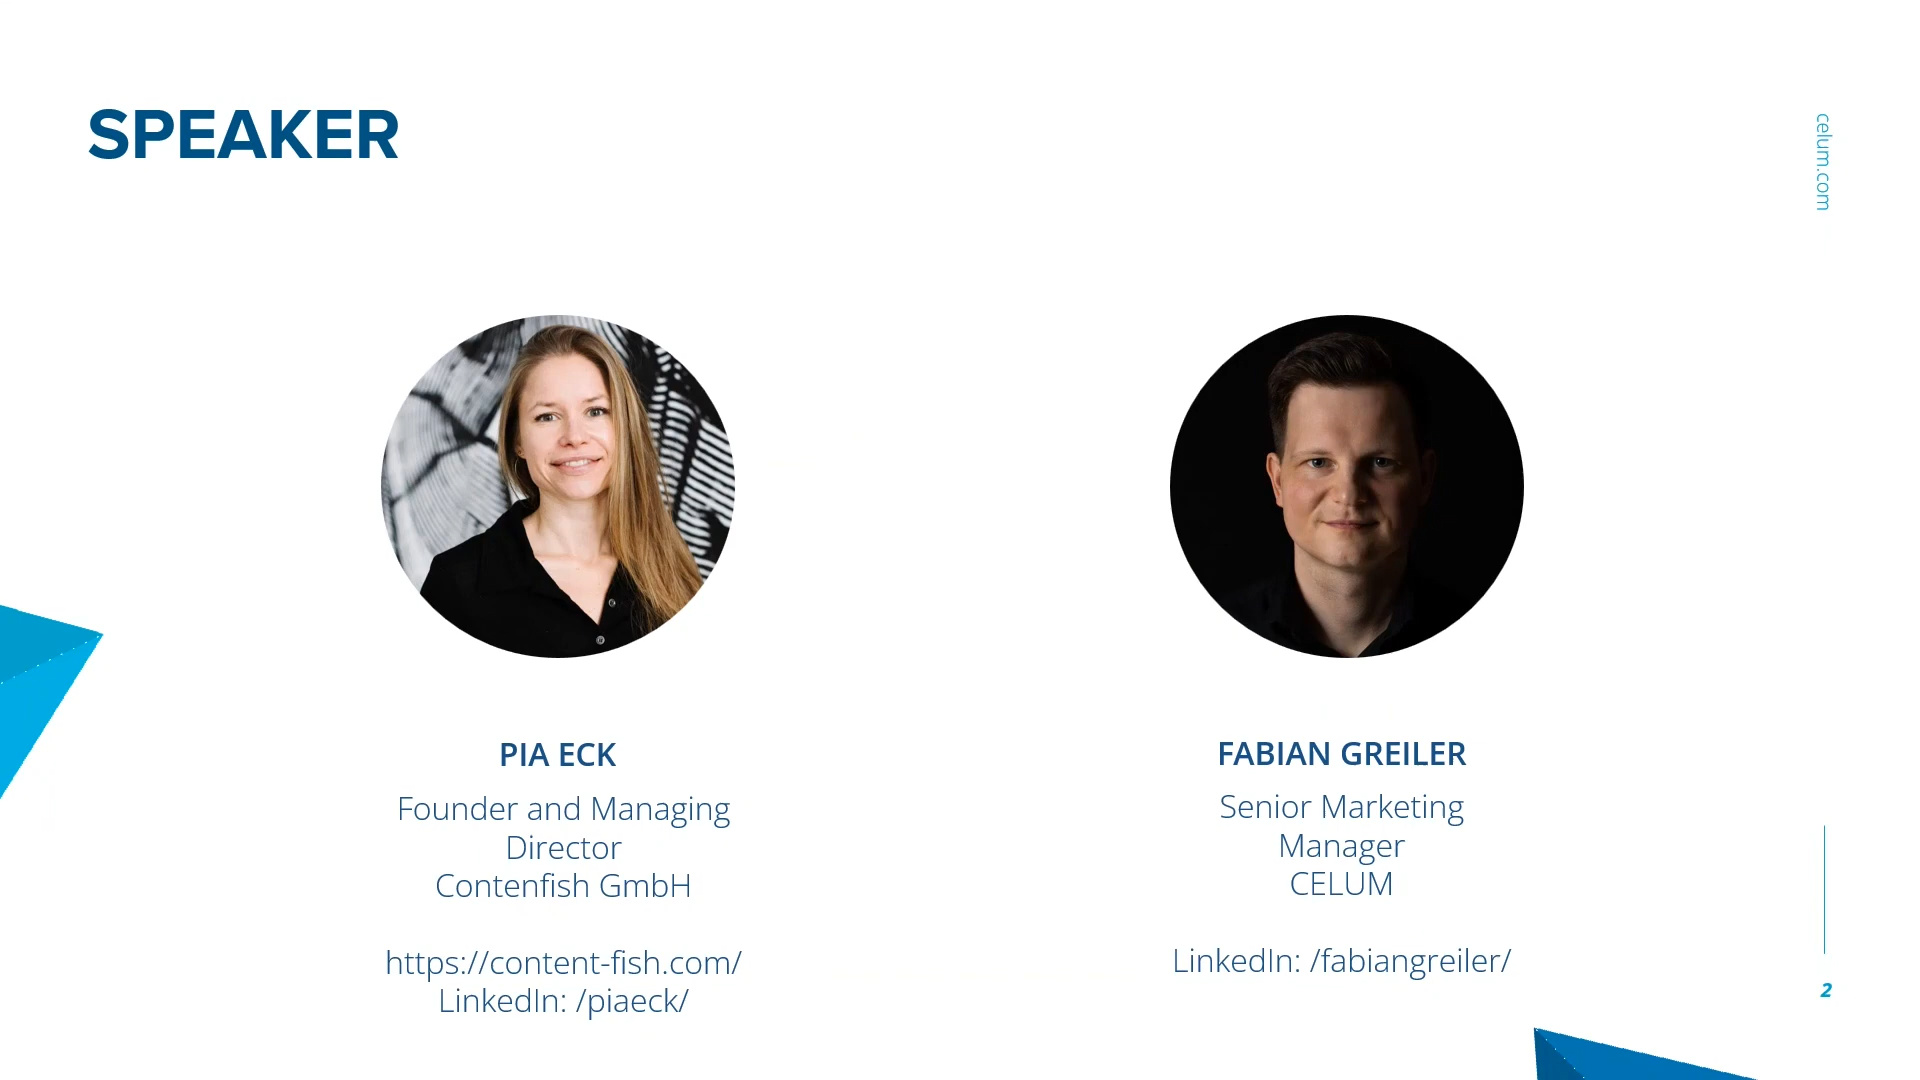 SPEAKER
celum.com
PIA ECK
Founder and Managing
Director
Contenfish GmbH
https://content-fish.com/
LinkedIn: /piaeck/
FABIAN GREILER
Senior Marketing
Manager
CELUM
LinkedIn: /fabiangreiler/
2